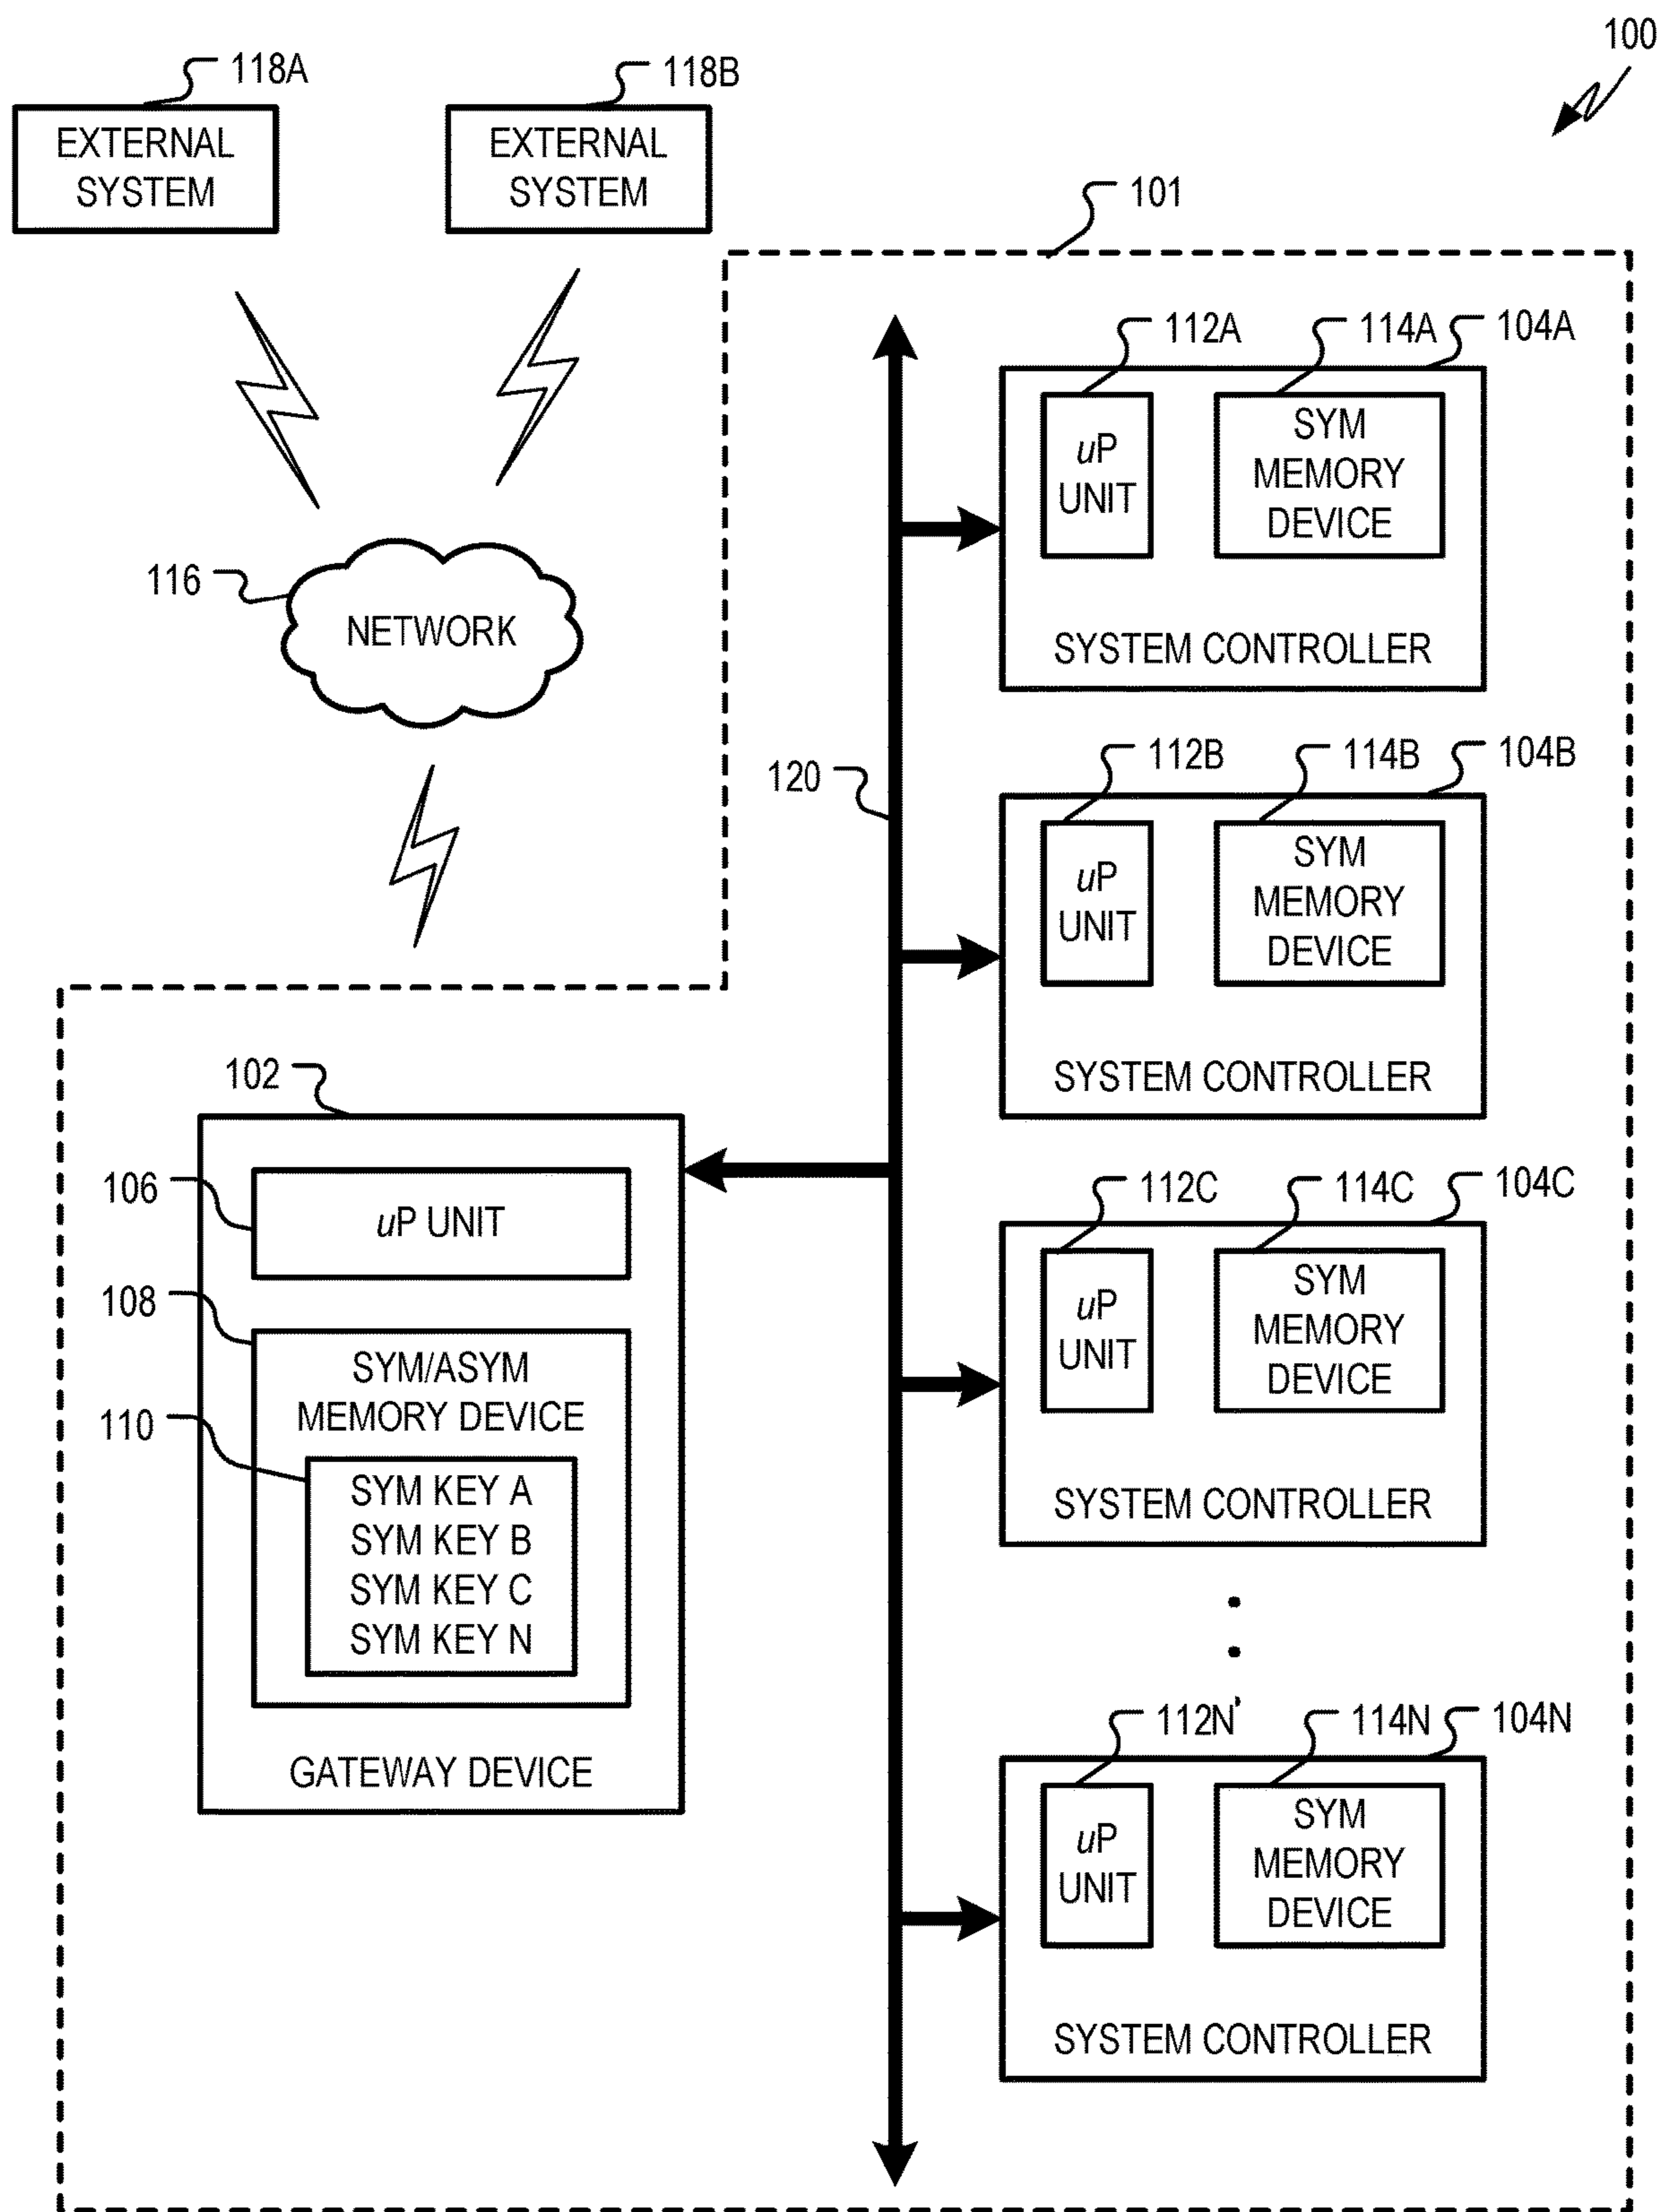 100
118A
118B
EXTERNAL
SYSTEM
EXTERNAL
SYSTEM
101
112A
114A
104A
uP
UNIT
SYM
MEMORY
DEVICE
SYSTEM CONTROLLER
116
NETWORK
120
112B
114B
104B
uP
UNIT
SYM
MEMORY
DEVICE
SYSTEM CONTROLLER
102
106
uP UNIT
108
SYM/ASYM
MEMORY DEVICE
110
SYM KEY A
SYM KEY B
SYM KEY C
SYM KEY N
GATEWAY DEVICE
112C
114C
104C
uP
UNIT
SYM
MEMORY
DEVICE
SYSTEM CONTROLLER
112N'
114N
104N
uP
UNIT
SYM
MEMORY
DEVICE
SYSTEM CONTROLLER